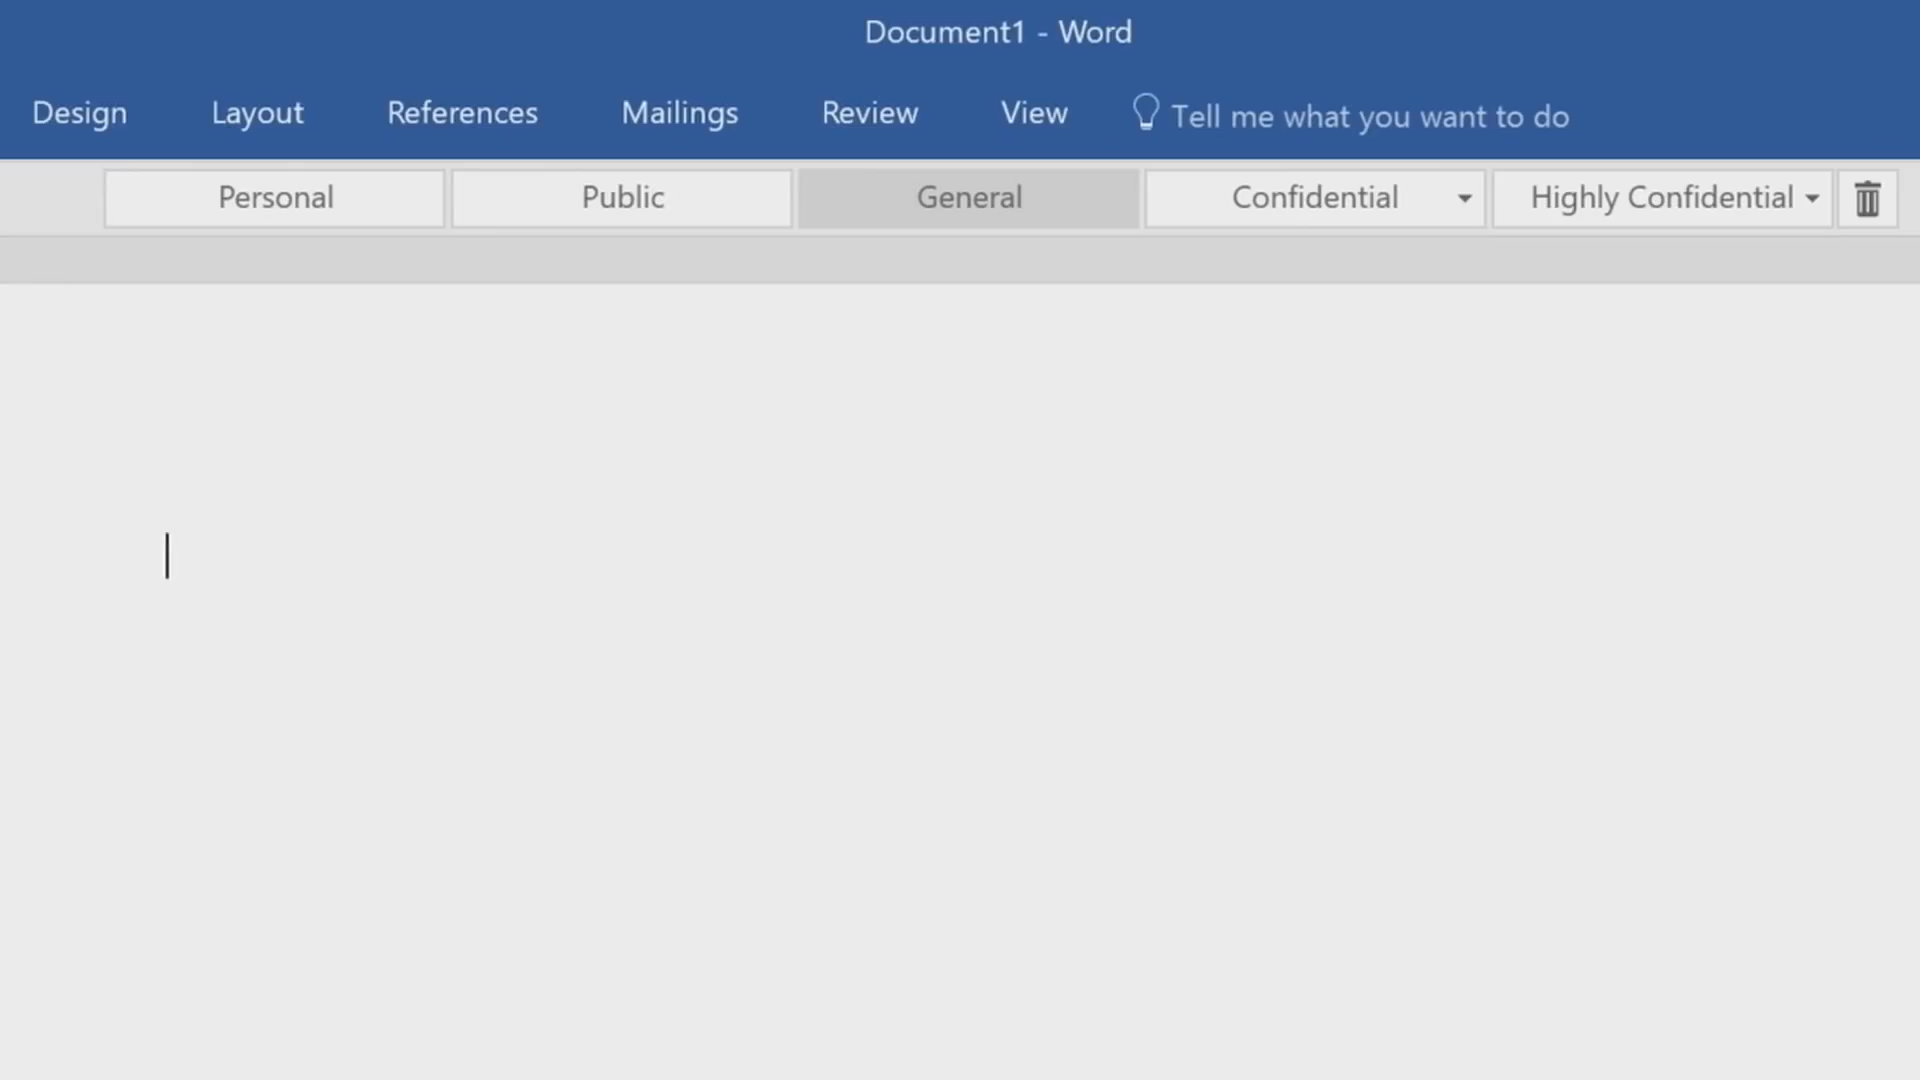 Document1 - Word
Design Layout References Mailings Review View Tell me what you want to do
Personal Public General Confidential Highly Confidential